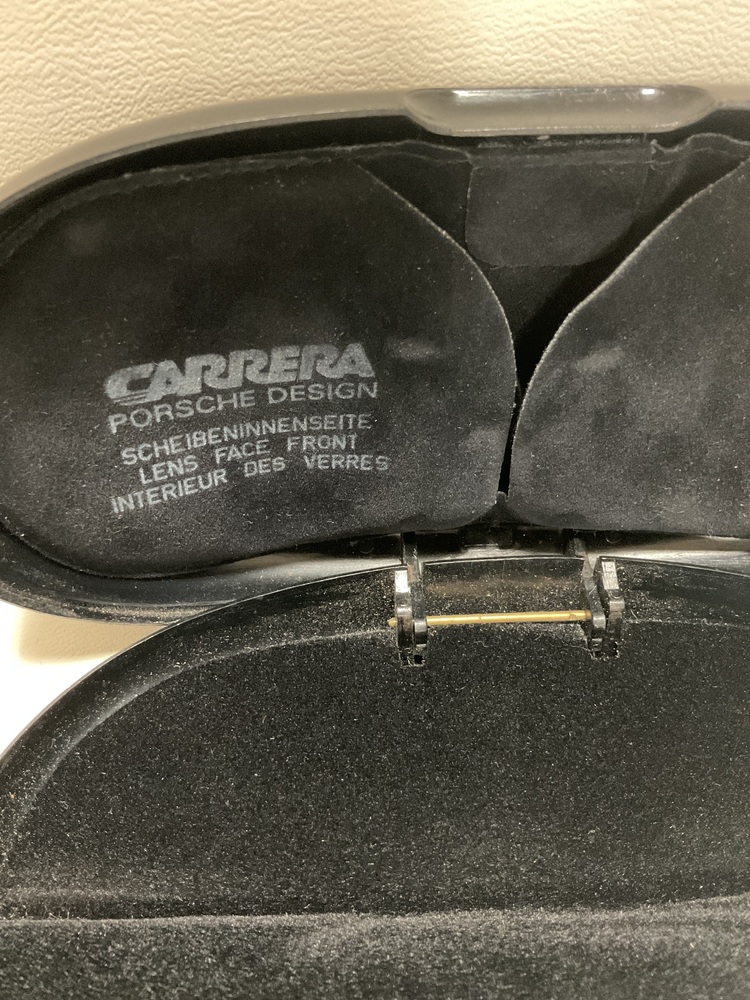 CARRERA
PORSCHE DESIGN
SCHEIBENINNENSEITE
LENS FACE FRONT
INTERIEUR DES VERRES